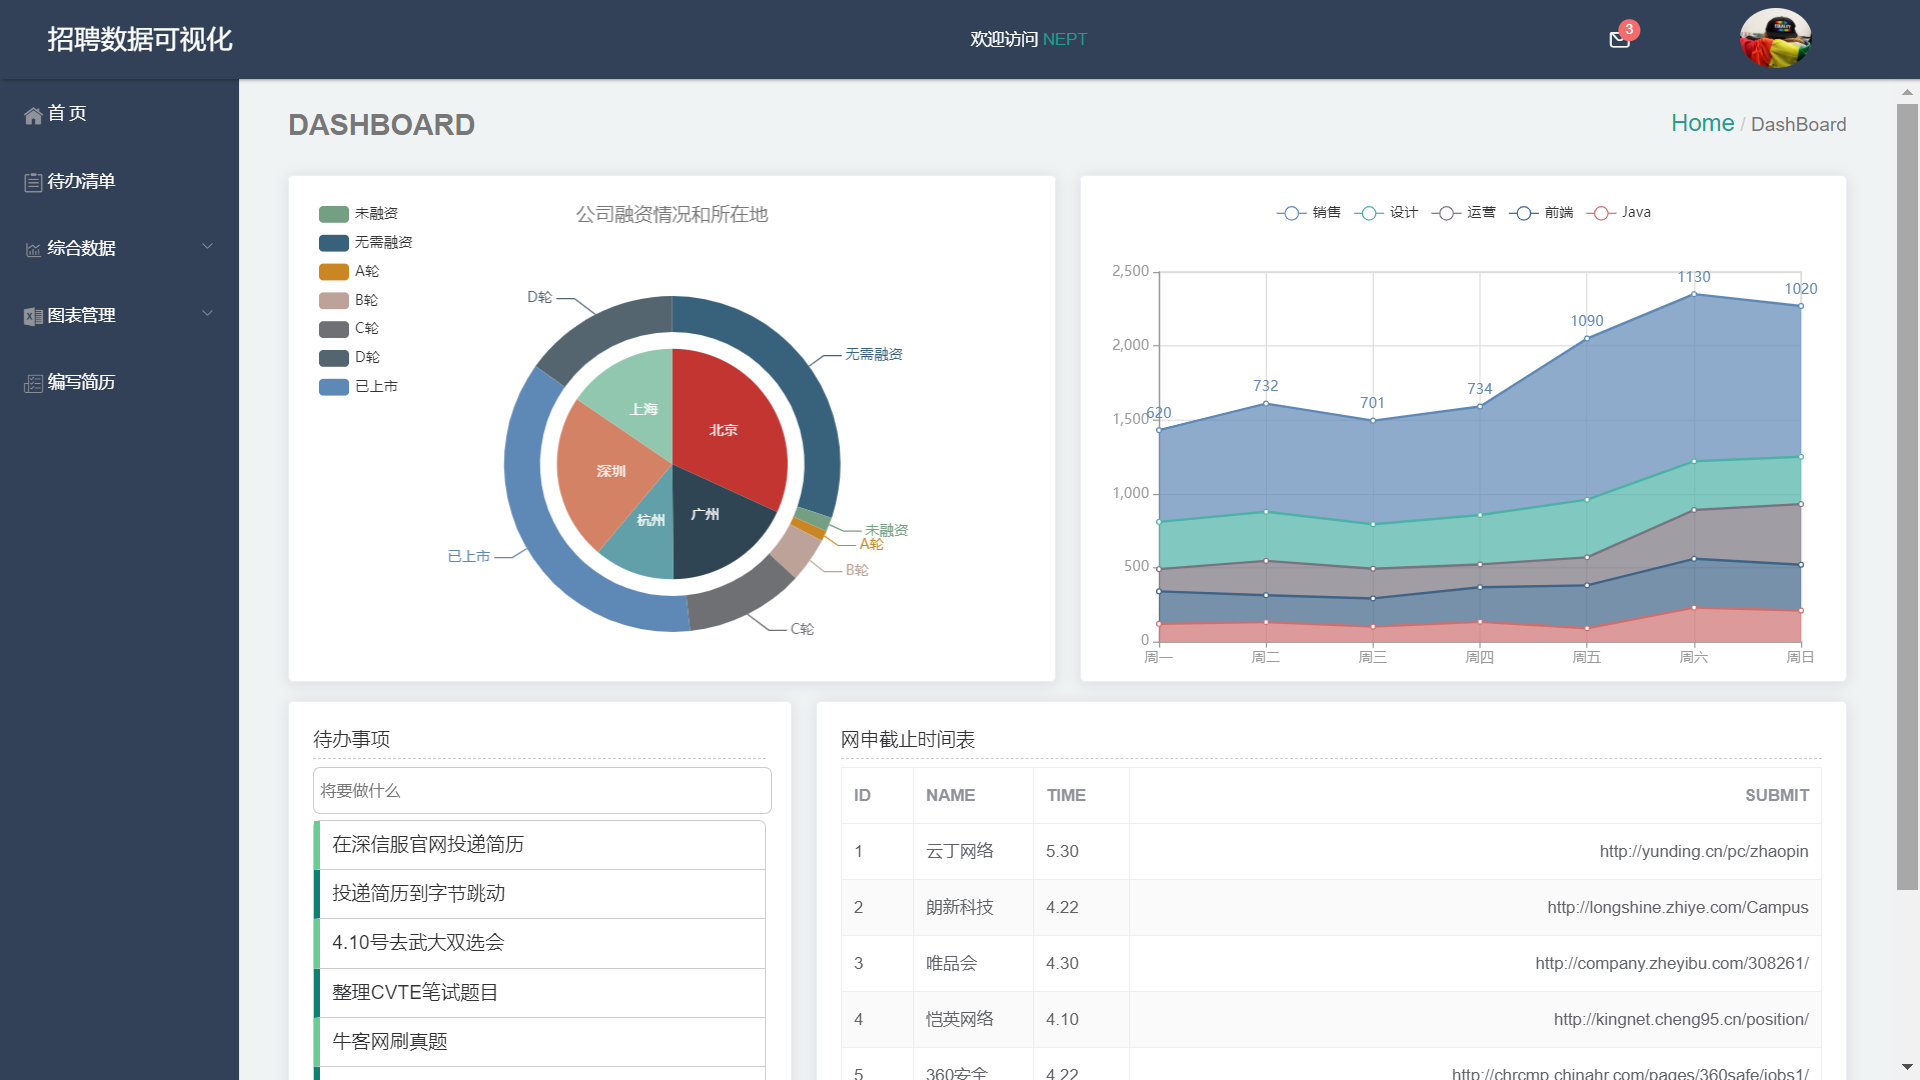 招聘数据可视化
欢迎访问 NEPT
3
首 页
待办清单
综合数据
图表管理
编写简历
DASHBOARD
Home / DashBoard
公司融资情况和所在地
未融资
无需融资
A轮
B轮
C轮
D轮
已上市
D轮
无需融资
上海
北京
深圳
杭州
广州
未融资
A轮
B轮
已上市
C轮
销售 设计 运营 前端 Java
2,500
2,000
1,500
1,000
500
0
620
732
701
734
1090
1130
1020
周一 周二 周三 周四 周五 周六 周日
待办事项
将要做什么
在深信服官网投递简历
投递简历到字节跳动
4.10号去武大双选会
整理CVTE笔试题目
牛客网刷真题
网申截止时间表
ID NAME TIME SUBMIT
1 云丁网络 5.30 http://yunding.cn/pc/zhaopin
2 朗新科技 4.22 http://longshine.zhiye.com/Campus
3 唯品会 4.30 http://company.zheyibu.com/308261/
4 恺英网络 4.10 http://kingnet.cheng95.cn/position/
5 360安全 4.22 http://chrcmp.chinahr.com/pages/360safe/jobs1/